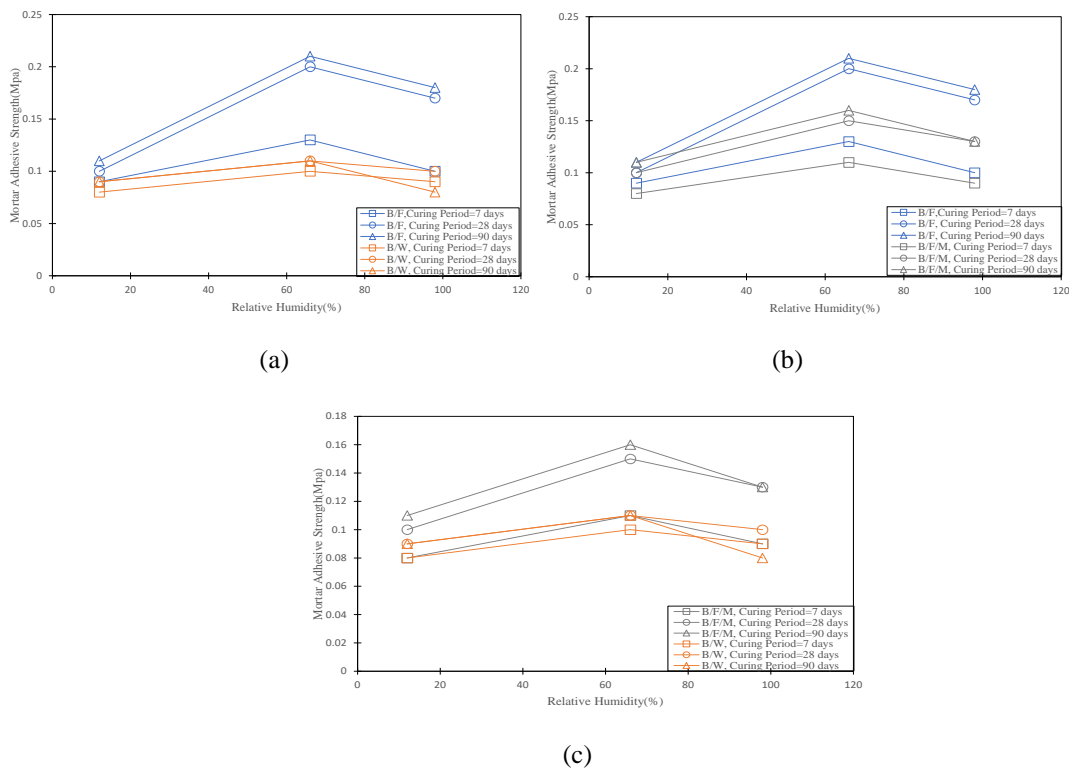 0.25
0.2
0.15
0.1
0.05
0
Mortar Adhesive Strength(Mpa)
B/F,Curing Period=7 days
B/F, Curing Period=28 days
B/F, Curing Period=90 days
B/W, Curing Period=7 days
B/W, Curing Period=28 days
B/W, Curing Period=90 days
0 20 40 60 80 100 120
Relative Humidity(%)
(a)
0.25
0.2
0.15
0.1
0.05
0
Mortar Adhesive Strength(Mpa)
B/F,Curing Period=7 days
B/F, Curing Period=28 days
B/F, Curing Period=90 days
B/F/M, Curing Period=7 days
B/F/M, Curing Period=28 days
B/F/M, Curing Period=90 days
0 20 40 60 80 100 120
Relative Humidity(%)
(b)
0.18
0.16
0.14
0.12
0.1
0.08
0.06
0.04
0.02
0
Mortar Adhesive Strength(Mpa)
B/F/M, Curing Period=7 days
B/F/M, Curing Period=28 days
B/F/M, Curing Period=90 days
B/W, Curing Period=7 days
B/W, Curing Period=28 days
B/W, Curing Period=90 days
0 20 40 60 80 100 120
Relative Humidity(%)
(c)